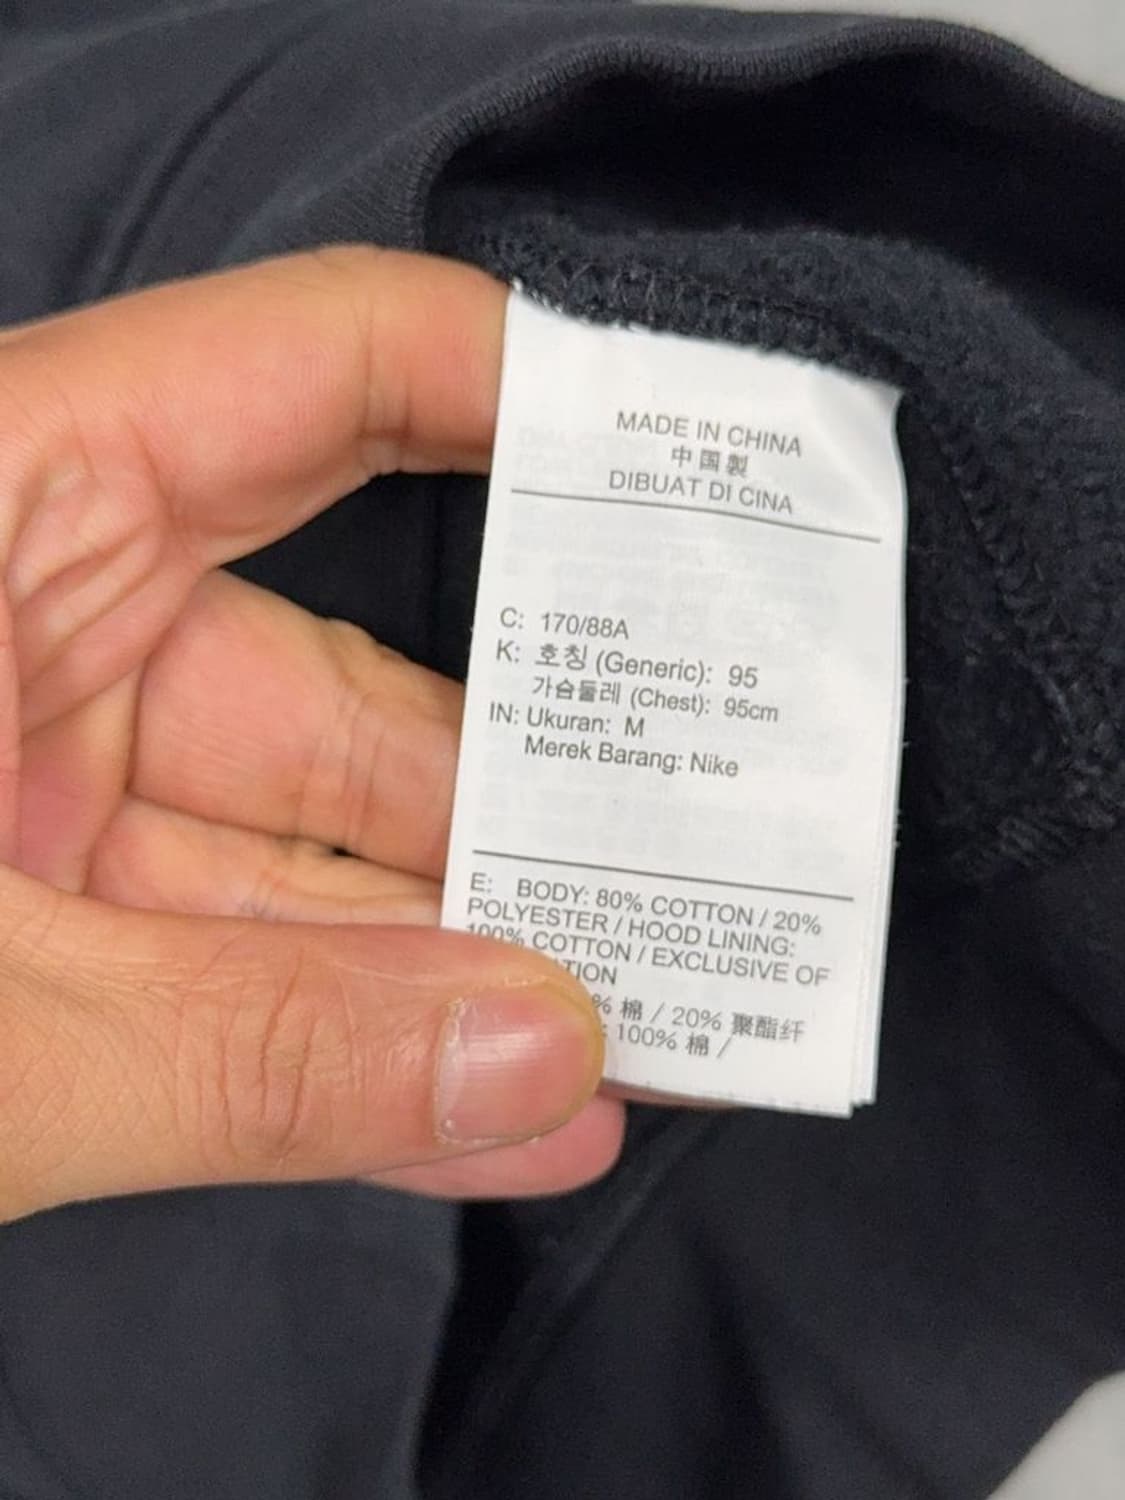 MADE IN CHINA
中国製
DIBUAT DI CINA
C: 170/88A
K: 호칭 (Generic): 95
가슴둘레 (Chest): 95cm
IN: Ukuran: M
Merek Barang: Nike
E: BODY: 80% COTTON / 20%
POLYESTER / HOOD LINING:
100% COTTON / EXCLUSIVE OF
% 棉 / 20% 聚酯纤
: 100% 棉 /